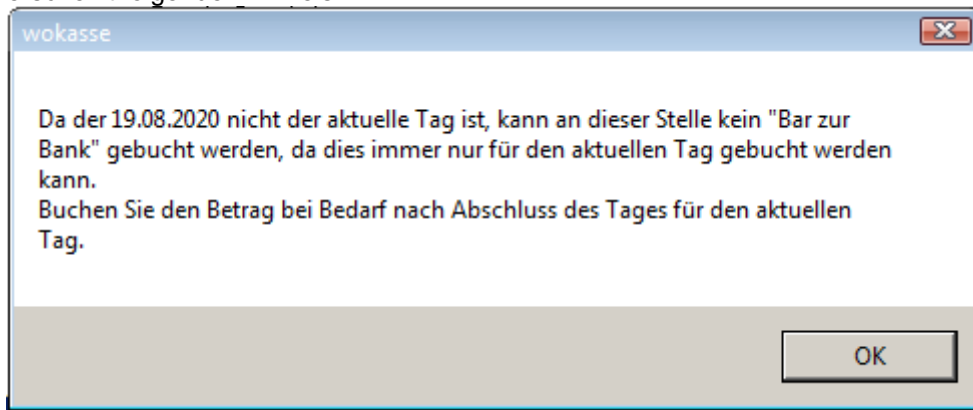 wokasse
Da der 19.08.2020 nicht der aktuelle Tag ist, kann an dieser Stelle kein "Bar zur
Bank" gebucht werden, da dies immer nur für den aktuellen Tag gebucht werden
kann.
Buchen Sie den Betrag bei Bedarf nach Abschluss des Tages für den aktuellen
Tag.
OK